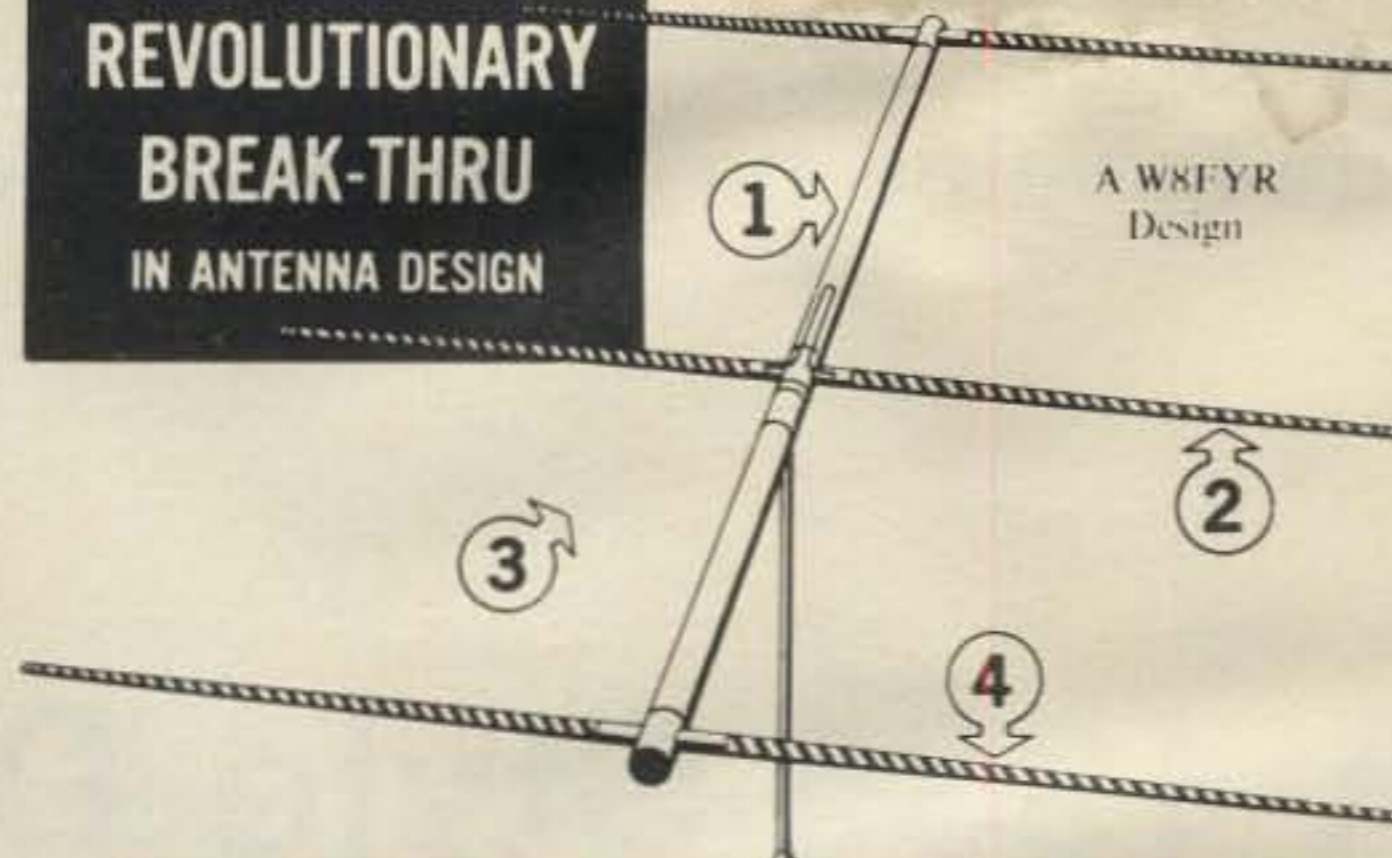 REVOLUTIONARY
BREAK-THRU
IN ANTENNA DESIGN
A W8FYR
Design
1
2
3
4